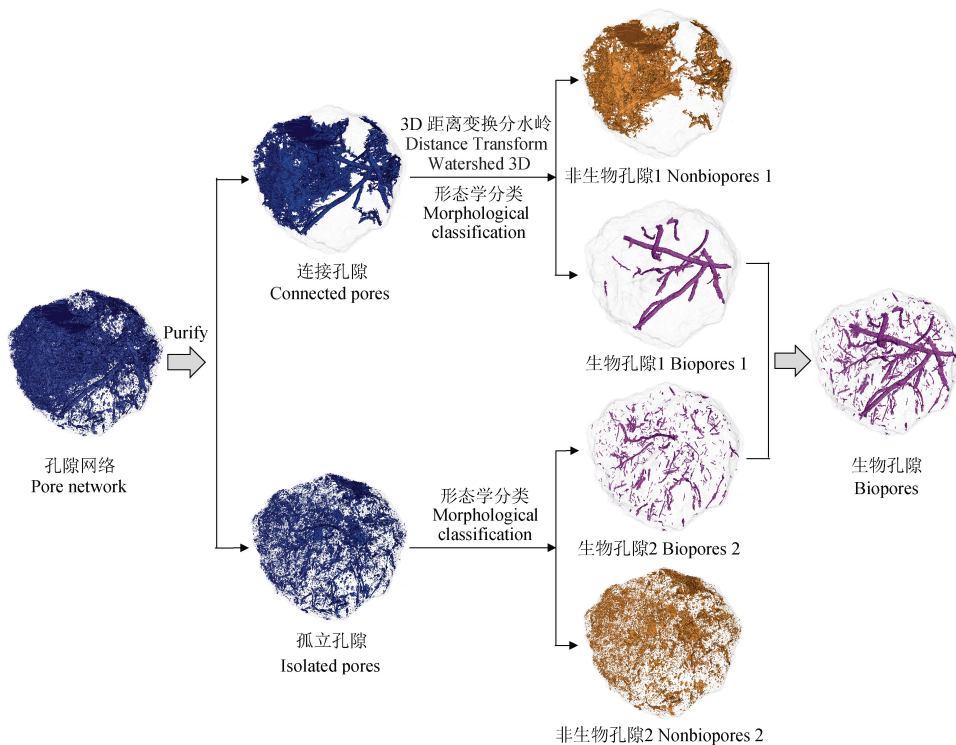 孔隙网络
Pore network
Purify
连接孔隙
Connected pores
3D 距离变换分水岭
Distance Transform
Watershed 3D
形态学分类
Morphological
classification
非生物孔隙1 Nonbiopores 1
生物孔隙1 Biopores 1
孤立孔隙
Isolated pores
形态学分类
Morphological
classification
生物孔隙2 Biopores 2
非生物孔隙2 Nonbiopores 2
生物孔隙
Biopores